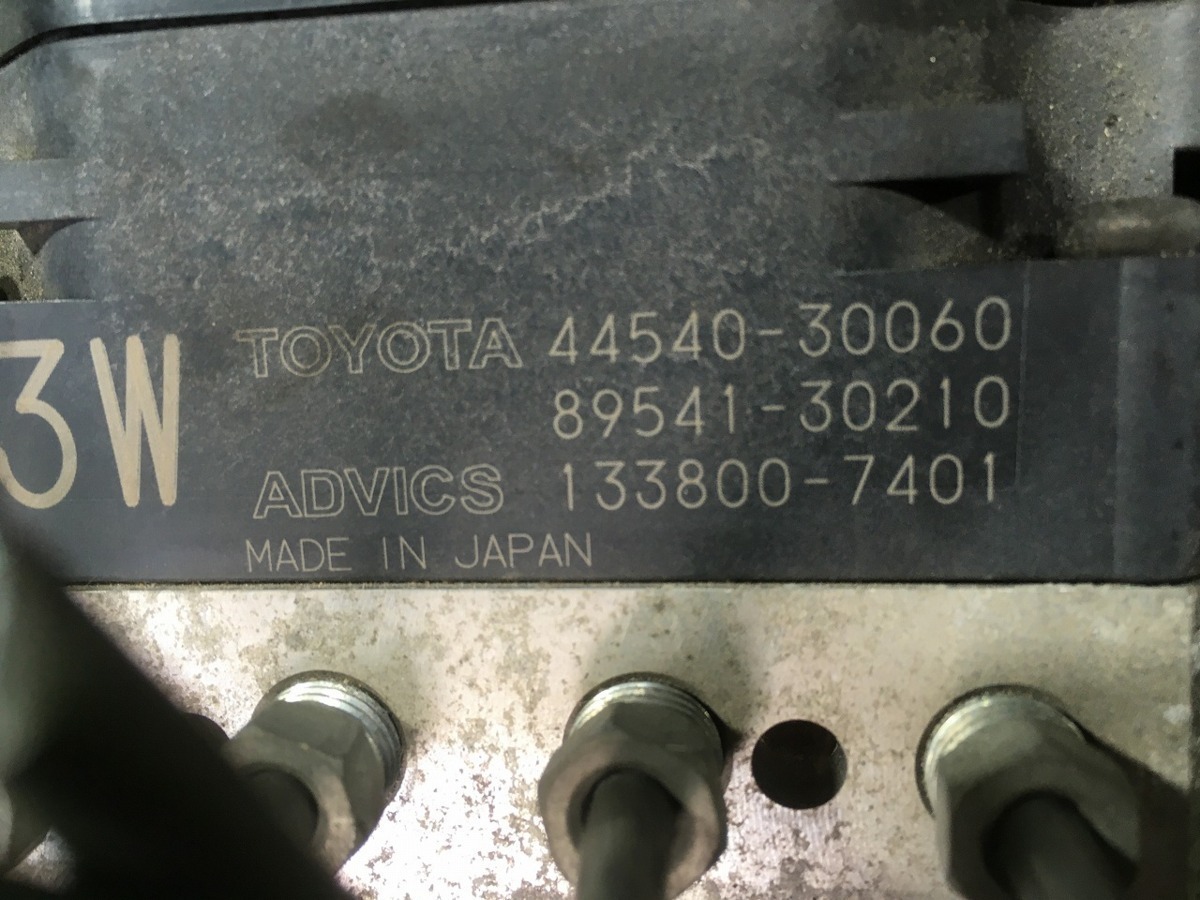 3W
TOYOTA 44540-30060
89541-30210
ADVICS 133800-7401
MADE IN JAPAN